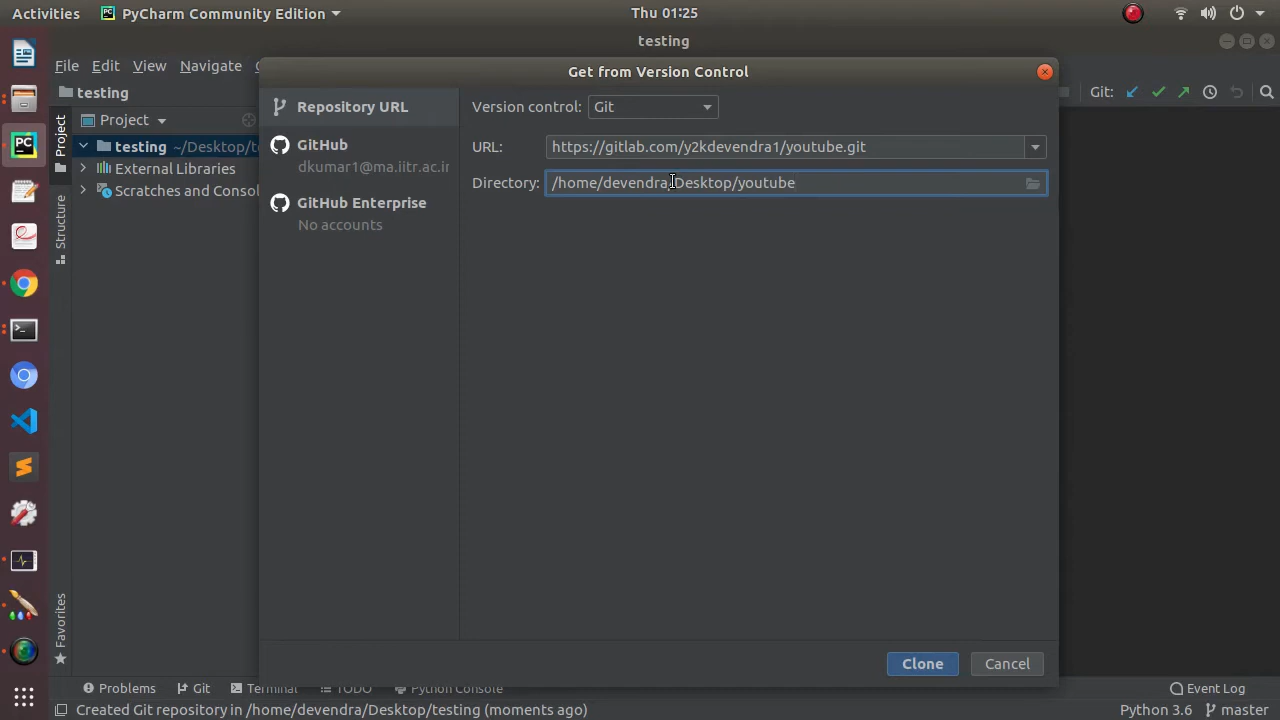 Activities
PyCharm Community Edition
Thu 01:25
testing
File Edit View Navigate
Get from Version Control
testing
Git:
Project
Project
Structure
Favorites
testing ~/Desktop/t
External Libraries
Scratches and Consol
Repository URL
GitHub
dkumar1@ma.iitr.ac.ir
GitHub Enterprise
No accounts
Version control: Git
URL: https://gitlab.com/y2kdevendra1/youtube.git
Directory: /home/devendra/Desktop/youtube
Clone Cancel
Problems Git Terminal TODO Python Console Event Log
Created Git repository in /home/devendra/Desktop/testing (moments ago) Python 3.6 master